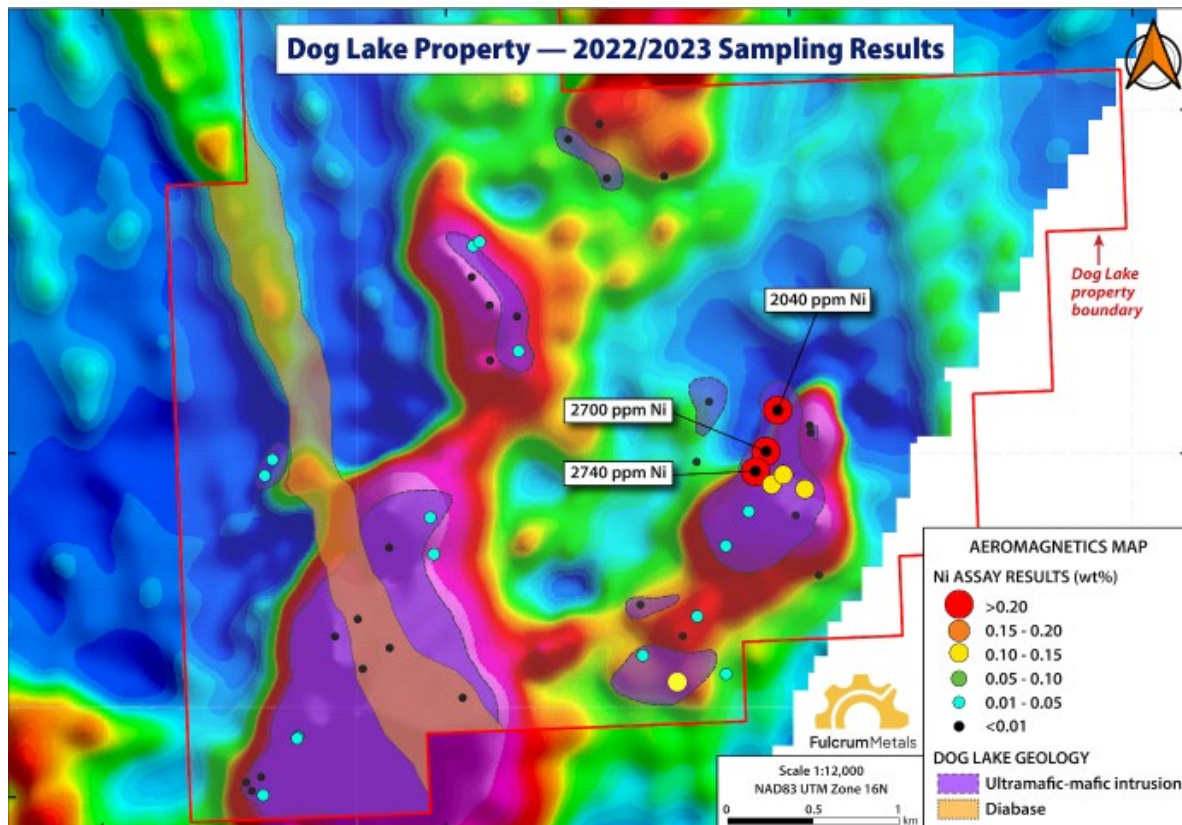 Dog Lake Property — 2022/2023 Sampling Results
Dog Lake
property
boundary
2040 ppm Ni
2700 ppm Ni
2740 ppm Ni
AEROMAGNETICS MAP
Ni ASSAY RESULTS (wt%)
>0.20
0.15 - 0.20
0.10 - 0.15
0.05 - 0.10
0.01 - 0.05
<0.01
DOG LAKE GEOLOGY
Ultramafic-mafic intrusion
Diabase
FulcrumMetals
Scale 1:12,000
NAD83 UTM Zone 16N
0 0.5 1
km